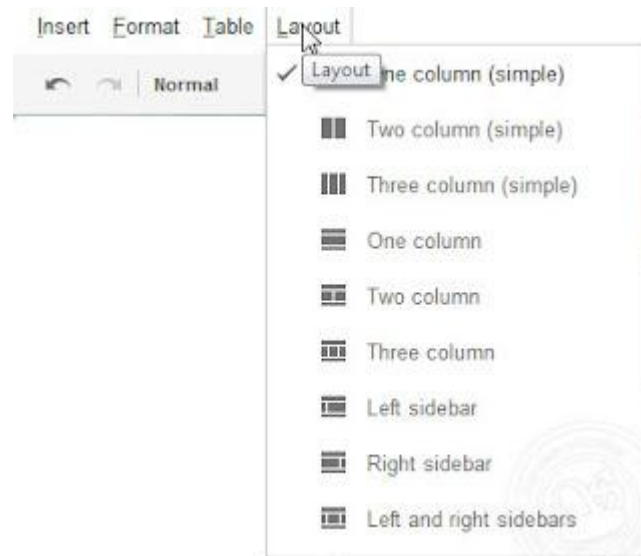 Insert Format Table Layout
Normal
Layout
ne column (simple)
Two column (simple)
Three column (simple)
One column
Two column
Three column
Left sidebar
Right sidebar
Left and right sidebars